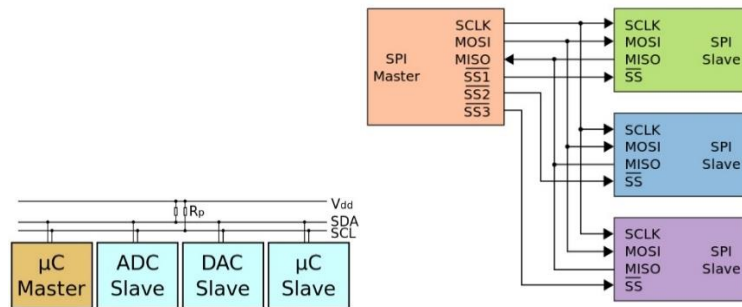 Vdd
Rp
SDA
SCL
μC
Master
ADC
Slave
DAC
Slave
μC
Slave
SPI
Master
SCLK
MOSI
MISO
SS1
SS2
SS3
SCLK
MOSI
MISO
SS
SPI
Slave
SCLK
MOSI
MISO
SS
SPI
Slave
SCLK
MOSI
MISO
SS
SPI
Slave